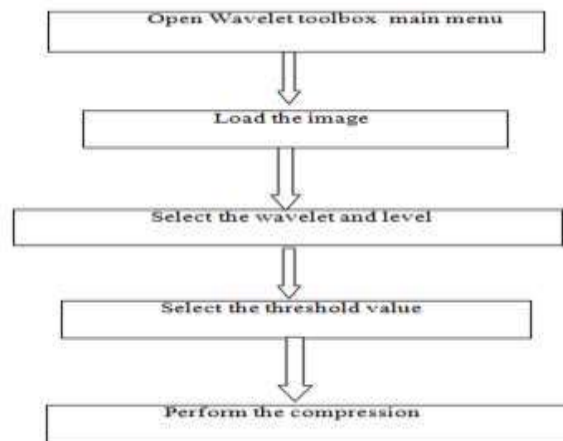 Open Wavelet toolbox main menu
Load the image
Select the wavelet and level
Select the threshold value
Perform the compression